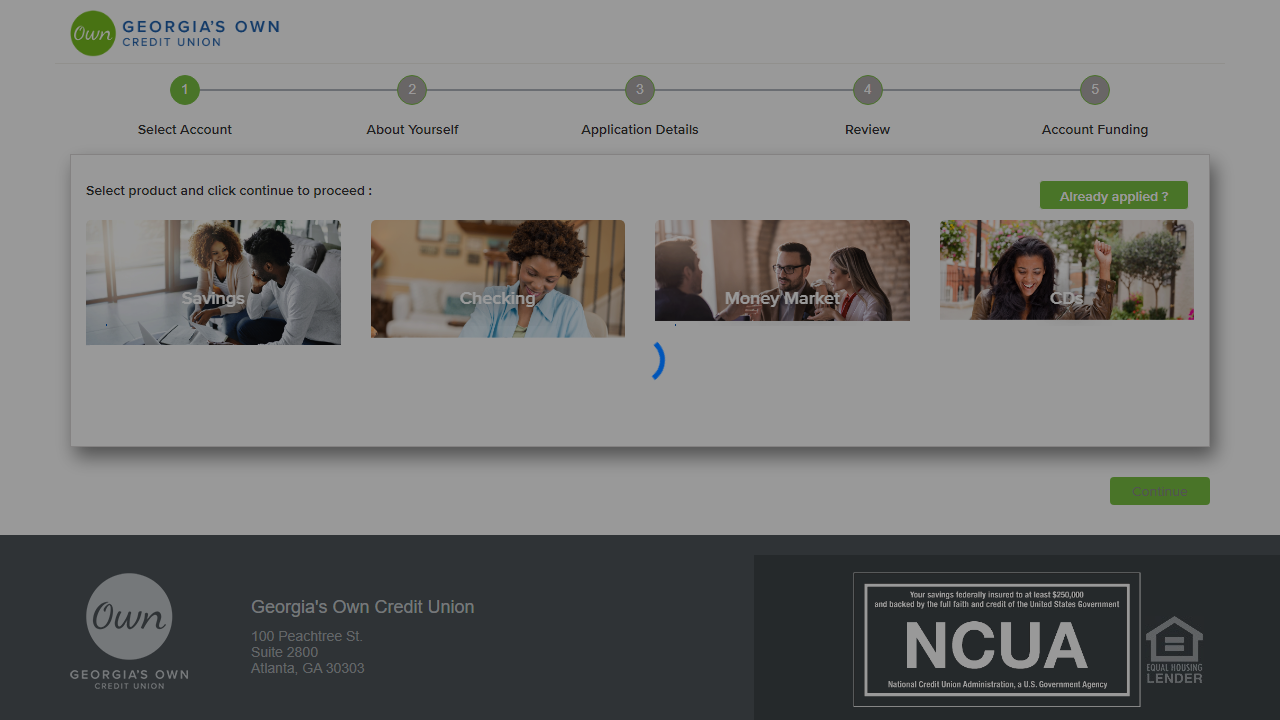 Own
GEORGIA'S OWN
CREDIT UNION
1
2
3
4
5
Select Account
About Yourself
Application Details
Review
Account Funding
Select product and click continue to proceed :
Already applied ?
Savings
Checking
Money Market
CDs
Continue
Own
GEORGIA'S OWN
CREDIT UNION
Georgia's Own Credit Union
100 Peachtree St.
Suite 2800
Atlanta, GA 30303
Your savings federally insured to at least $250,000
and backed by the full faith and credit of the United States Government
NCUA
National Credit Union Administration, a U.S. Government Agency
EQUAL HOUSING
LENDER